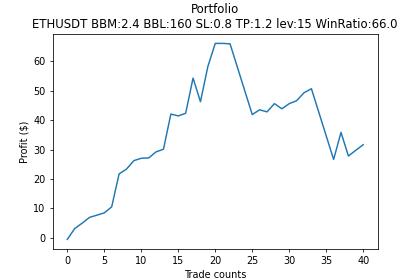 Portfolio
ETHUSDT BBM:2.4 BBL:160 SL:0.8 TP:1.2 lev:15 WinRatio:66.0
Profit ($)
60
50
40
30
20
10
0
0 5 10 15 20 25 30 35 40
Trade counts